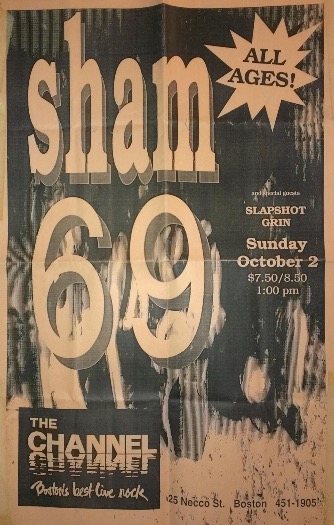 sham
69
ALL
AGES!
and special guests
SLAPSHOT
GRIN
Sunday
October 2
$7.50/8.50
1:00 pm
THE
CHANNEL
Boston's best live rock
25 Necco St. Boston 451-1905